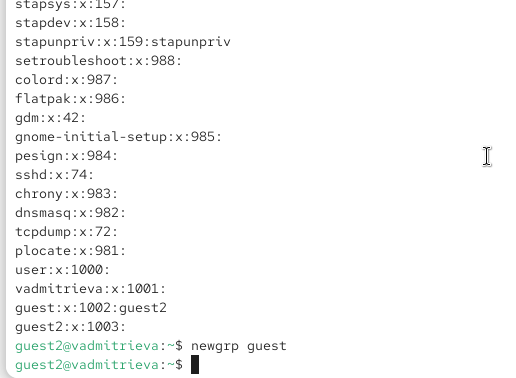 stapsys:x:157:
stapdev:x:158:
stapunpriv:x:159:stapunpriv
setroubleshoot:x:988:
colord:x:987:
flatpak:x:986:
gdm:x:42:
gnome-initial-setup:x:985:
pesign:x:984:
sshd:x:74:
chrony:x:983:
dnsmasq:x:982:
tcpdump:x:72:
plocate:x:981:
user:x:1000:
vadmitrieva:x:1001:
guest:x:1002:guest2
guest2:x:1003:
guest2@vadmitrieva:~$ newgrp guest
guest2@vadmitrieva:~$